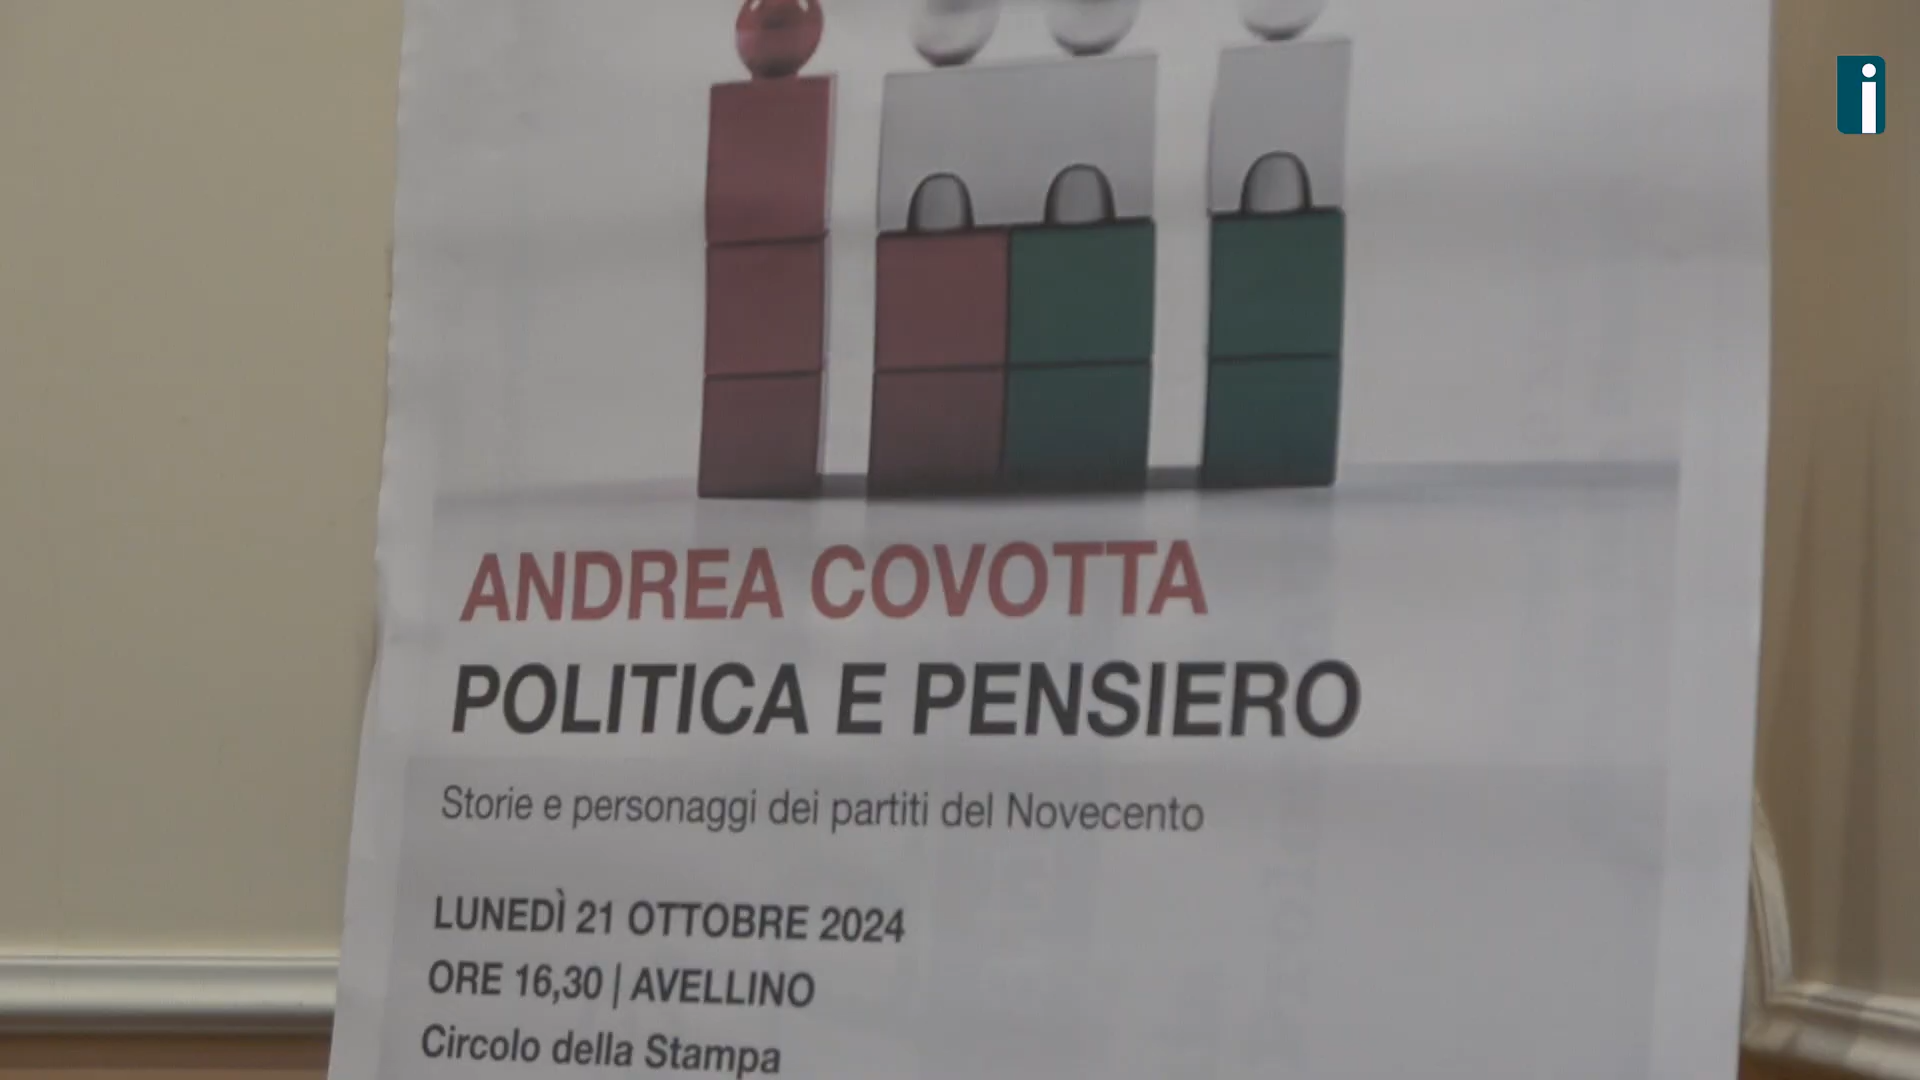 i
ANDREA COVOTTA
POLITICA E PENSIERO
Storie e personaggi dei partiti del Novecento
LUNEDÌ 21 OTTOBRE 2024
ORE 16,30 | AVELLINO
Circolo della Stampa